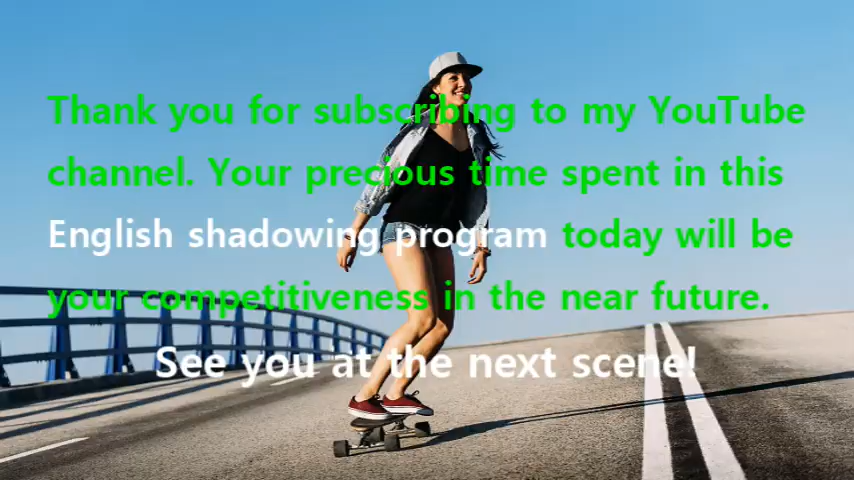 Thank you for subscribing to my YouTube
channel. Your precious time spent in this
English shadowing program today will be
your competitiveness in the near future.
See you at the next scene!